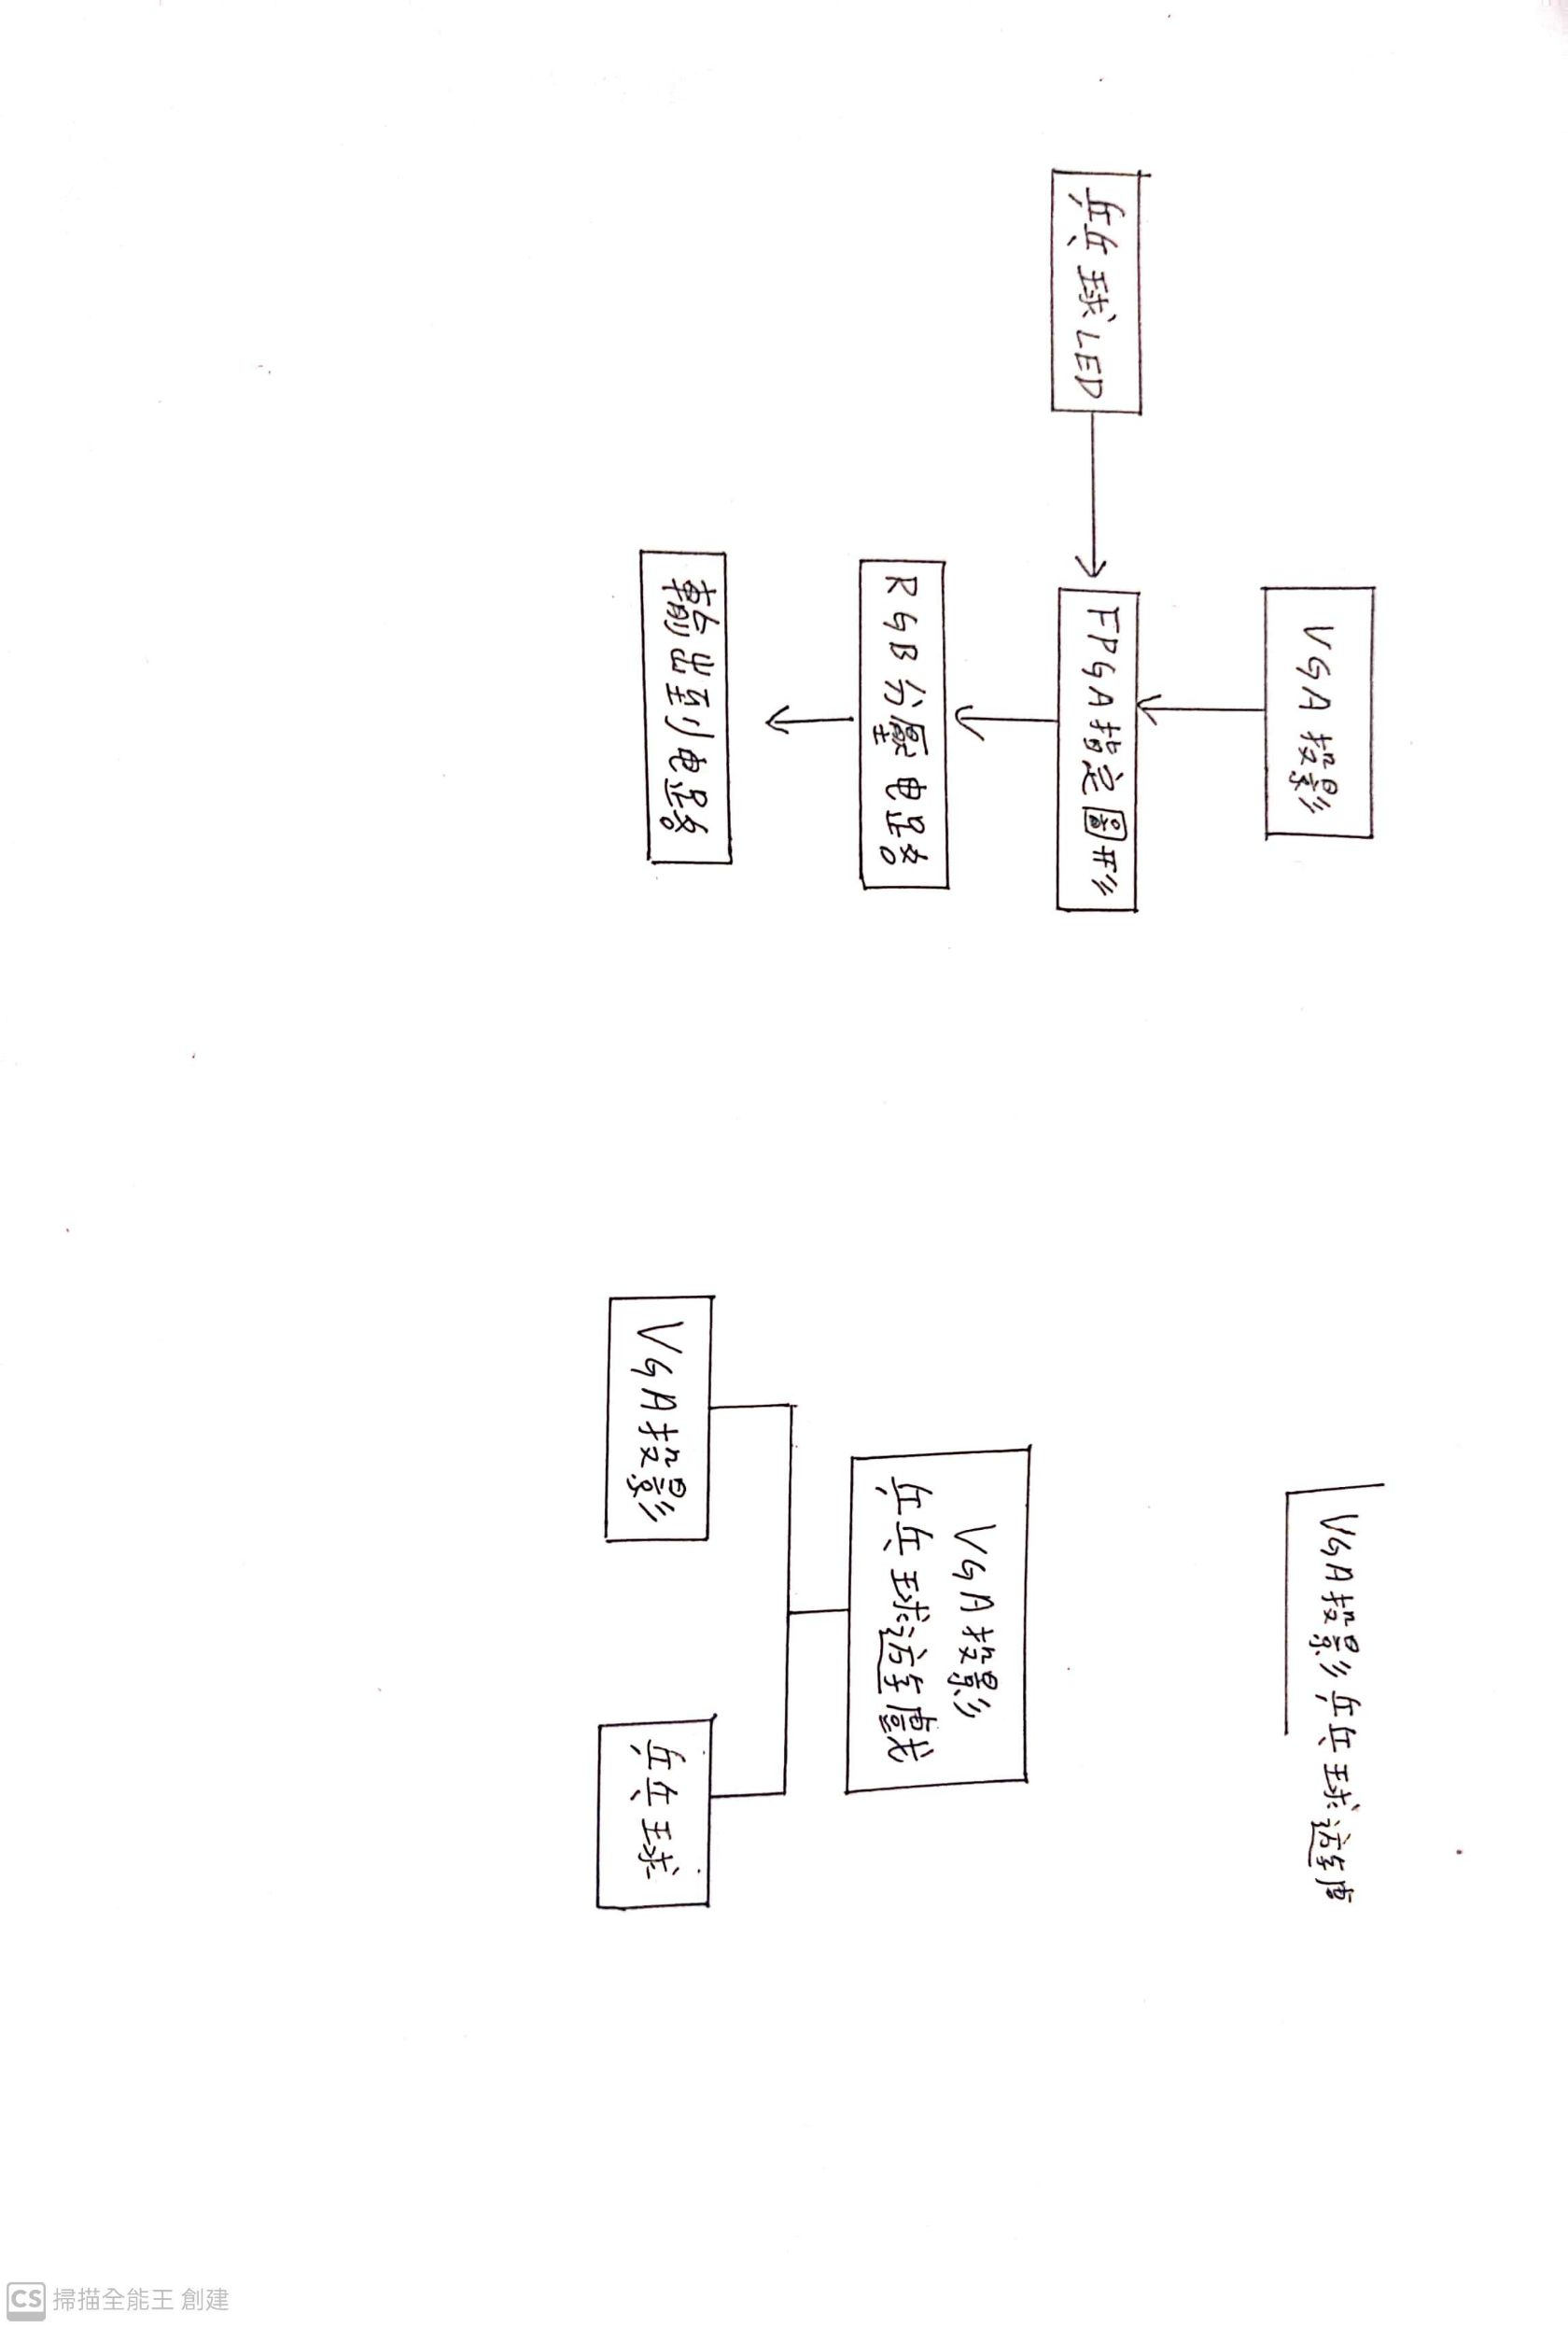 VGA投影
乒乓球LED
FPGA指定圖形
RGB分壓电路
輸出到电路
VGA投影乒乓球遊
VGA投影
乒乓球遊戲
VGA投影
乒乓球
CS 掃描全能王 創建